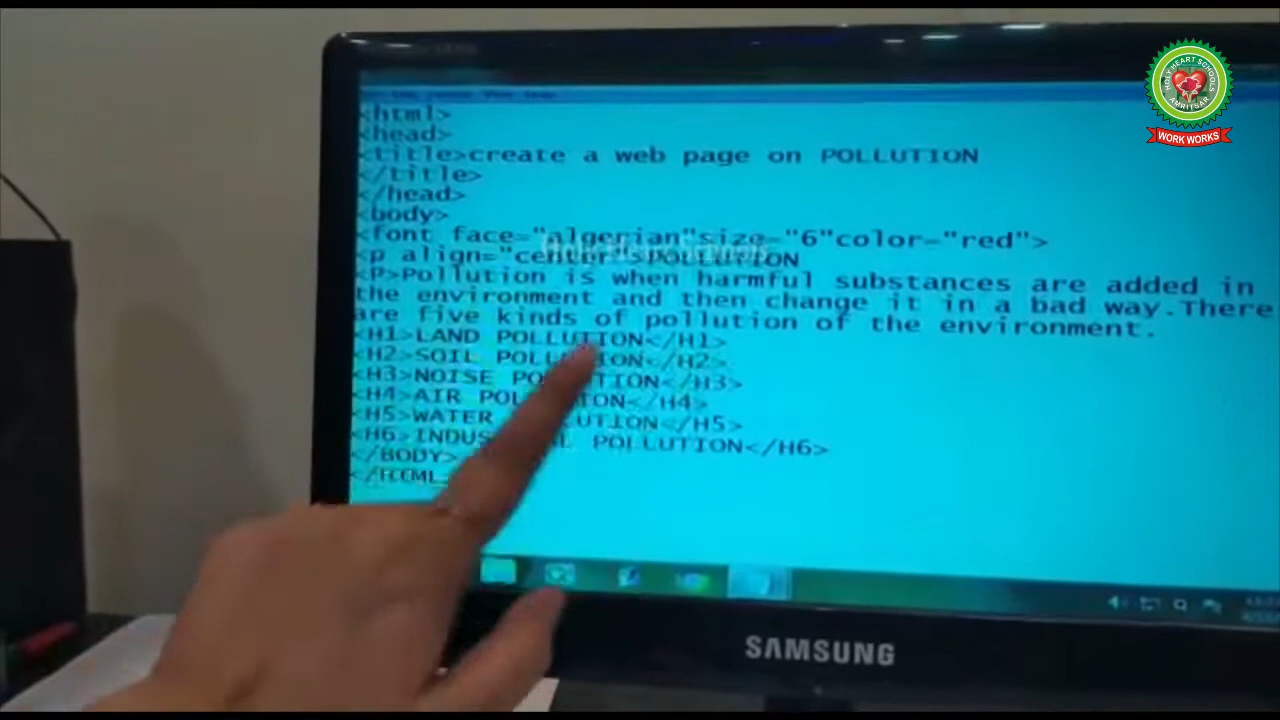 <html>
<head>
<title>create a web page on POLLUTION
</title>
</head>
<body>
<font face="algerian"size="6"color="red">
<p align="center">POLLUTION
<P>Pollution is when harmful substances are added in
the environment and then change it in a bad way.There
are five kinds of pollution of the environment.
<H1>LAND POLLUTION</H1>
<H2>SOIL POLLUTION</H2>
<H3>NOISE POLLUTION</H3>
<H4>AIR POLLUTION</H4>
<H5>WATER POLLUTION</H5>
<H6>INDUSTRIAL POLLUTION</H6>
</BODY>
SAMSUNG
HOLY HEART SCHOOLS
AMRITSAR
WORK WORKS